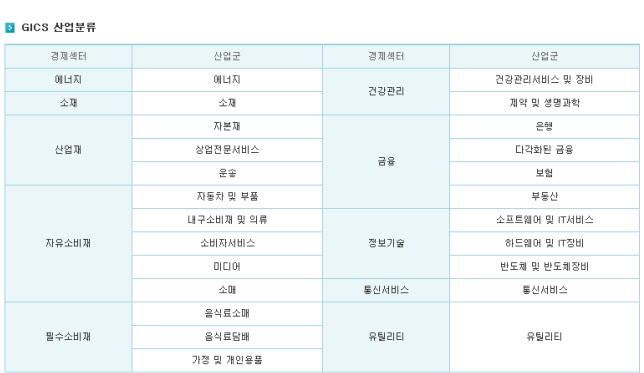 GICS 산업분류
경제섹터 산업군 경제섹터 산업군
에너지 에너지 건강관리 건강관리서비스 및 장비
소재 소재 제약 및 생명과학
산업재 자본재 금융 은행
상업전문서비스 다각화된 금융
운송 보험
자유소비재 자동차 및 부품 부동산
내구소비재 및 의류 정보기술 소프트웨어 및 IT서비스
소비자서비스 하드웨어 및 IT장비
미디어 반도체 및 반도체장비
소매 통신서비스 통신서비스
필수소비재 음식료소매 유틸리티 유틸리티
음식료담배
가정 및 개인용품